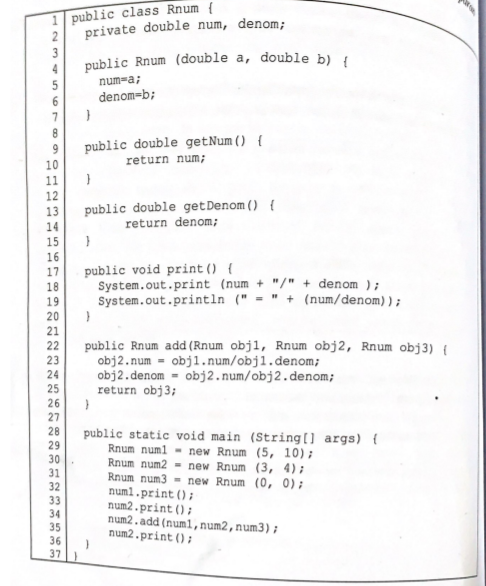 1 public class Rnum {
2 private double num, denom;
3
4 public Rnum (double a, double b) {
5 num=a;
6 denom=b;
7 }
8
9 public double getNum() {
10 return num;
11 }
12
13 public double getDenom() {
14 return denom;
15 }
16
17 public void print() {
18 System.out.print (num + "/" + denom );
19 System.out.println (" = " + (num/denom));
20 }
21
22 public Rnum add(Rnum obj1, Rnum obj2, Rnum obj3) {
23 obj2.num = obj1.num/obj1.denom;
24 obj2.denom = obj2.num/obj2.denom;
25 return obj3;
26 }
27
28 public static void main (String[] args) {
29 Rnum num1 = new Rnum (5, 10);
30 Rnum num2 = new Rnum (3, 4);
31 Rnum num3 = new Rnum (0, 0);
32 num1.print();
33 num2.print();
34 num2.add(num1,num2,num3);
35 num2.print();
36 }
37 }